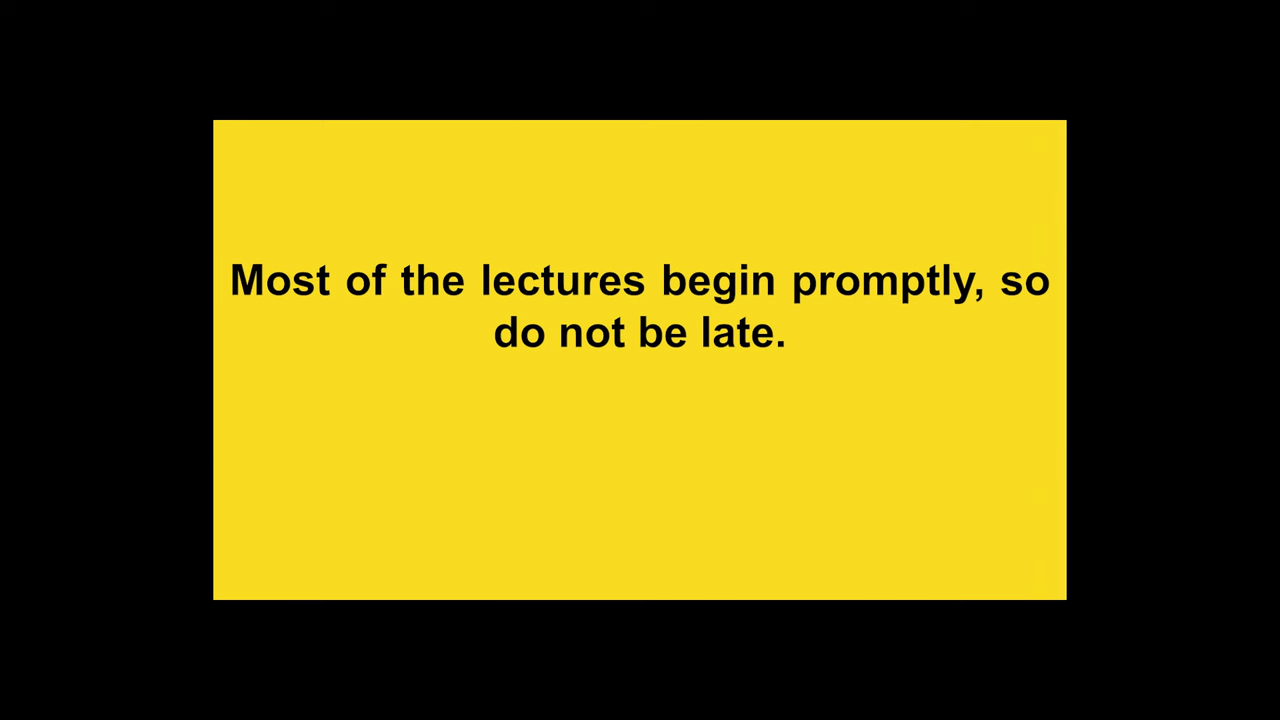 Most of the lectures begin promptly, so
do not be late.